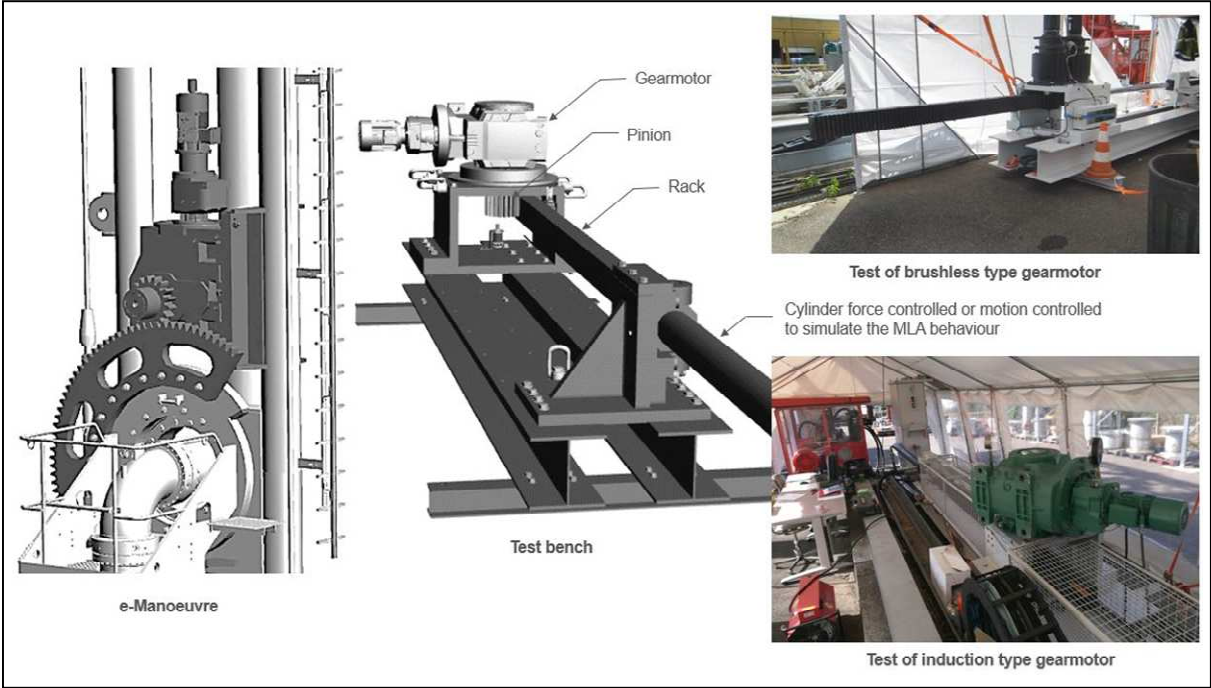 Gearmotor
Pinion
Rack
Test of brushless type gearmotor
Cylinder force controlled or motion controlled
to simulate the MLA behaviour
Test bench
e-Manoeuvre
Test of induction type gearmotor